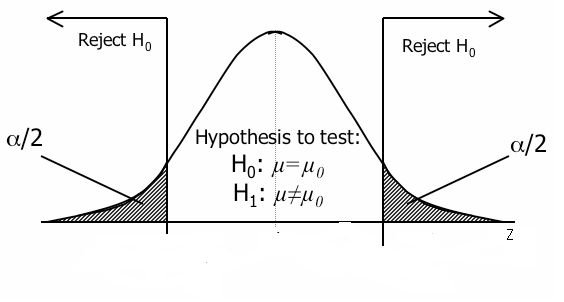 Reject H₀
Reject H₀
α/2
Hypothesis to test:
H₀: μ=μ₀
H₁: μ≠μ₀
α/2
Z